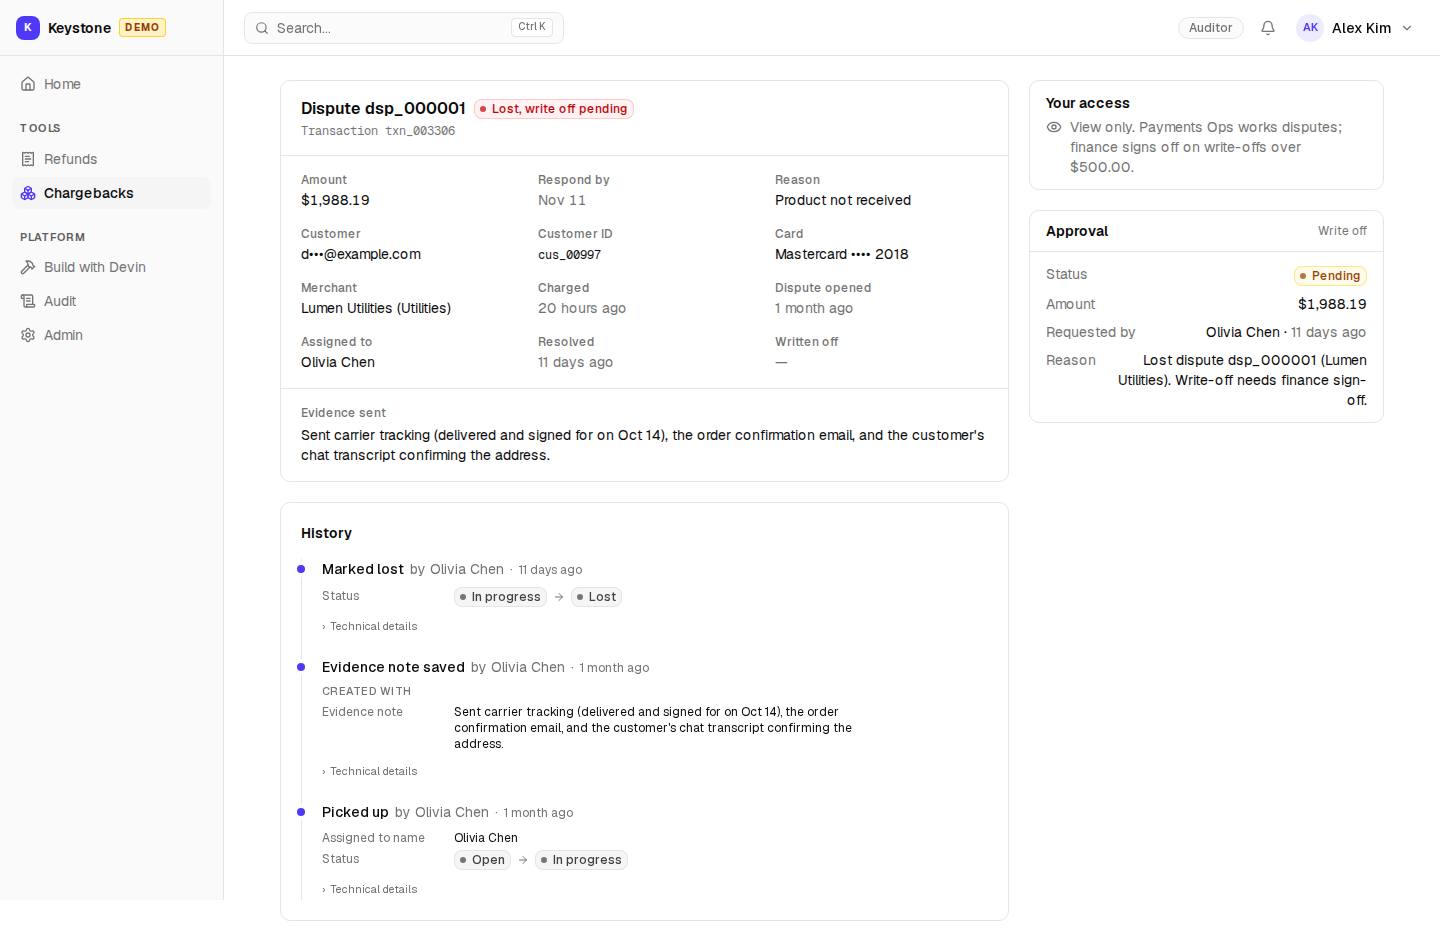 K Keystone DEMO
Search...
Ctrl K
Auditor
AK Alex Kim
Home
TOOLS
Refunds
Chargebacks
PLATFORM
Build with Devin
Audit
Admin
Dispute dsp_000001 Lost, write off pending
Transaction txn_003306
Amount Respond by Reason
$1,988.19 Nov 11 Product not received
Customer Customer ID Card
d•••@example.com cus_00997 Mastercard •••• 2018
Merchant Charged Dispute opened
Lumen Utilities (Utilities) 20 hours ago 1 month ago
Assigned to Resolved Written off
Olivia Chen 11 days ago —
Evidence sent
Sent carrier tracking (delivered and signed for on Oct 14), the order confirmation email, and the customer's
chat transcript confirming the address.
History
Marked lost by Olivia Chen · 11 days ago
Status In progress → Lost
› Technical details
Evidence note saved by Olivia Chen · 1 month ago
CREATED WITH
Evidence note Sent carrier tracking (delivered and signed for on Oct 14), the order
confirmation email, and the customer's chat transcript confirming the
address.
› Technical details
Picked up by Olivia Chen · 1 month ago
Assigned to name Olivia Chen
Status Open → In progress
› Technical details
Your access
View only. Payments Ops works disputes;
finance signs off on write-offs over
$500.00.
Approval Write off
Status Pending
Amount $1,988.19
Requested by Olivia Chen · 11 days ago
Reason Lost dispute dsp_000001 (Lumen
Utilities). Write-off needs finance sign-
off.